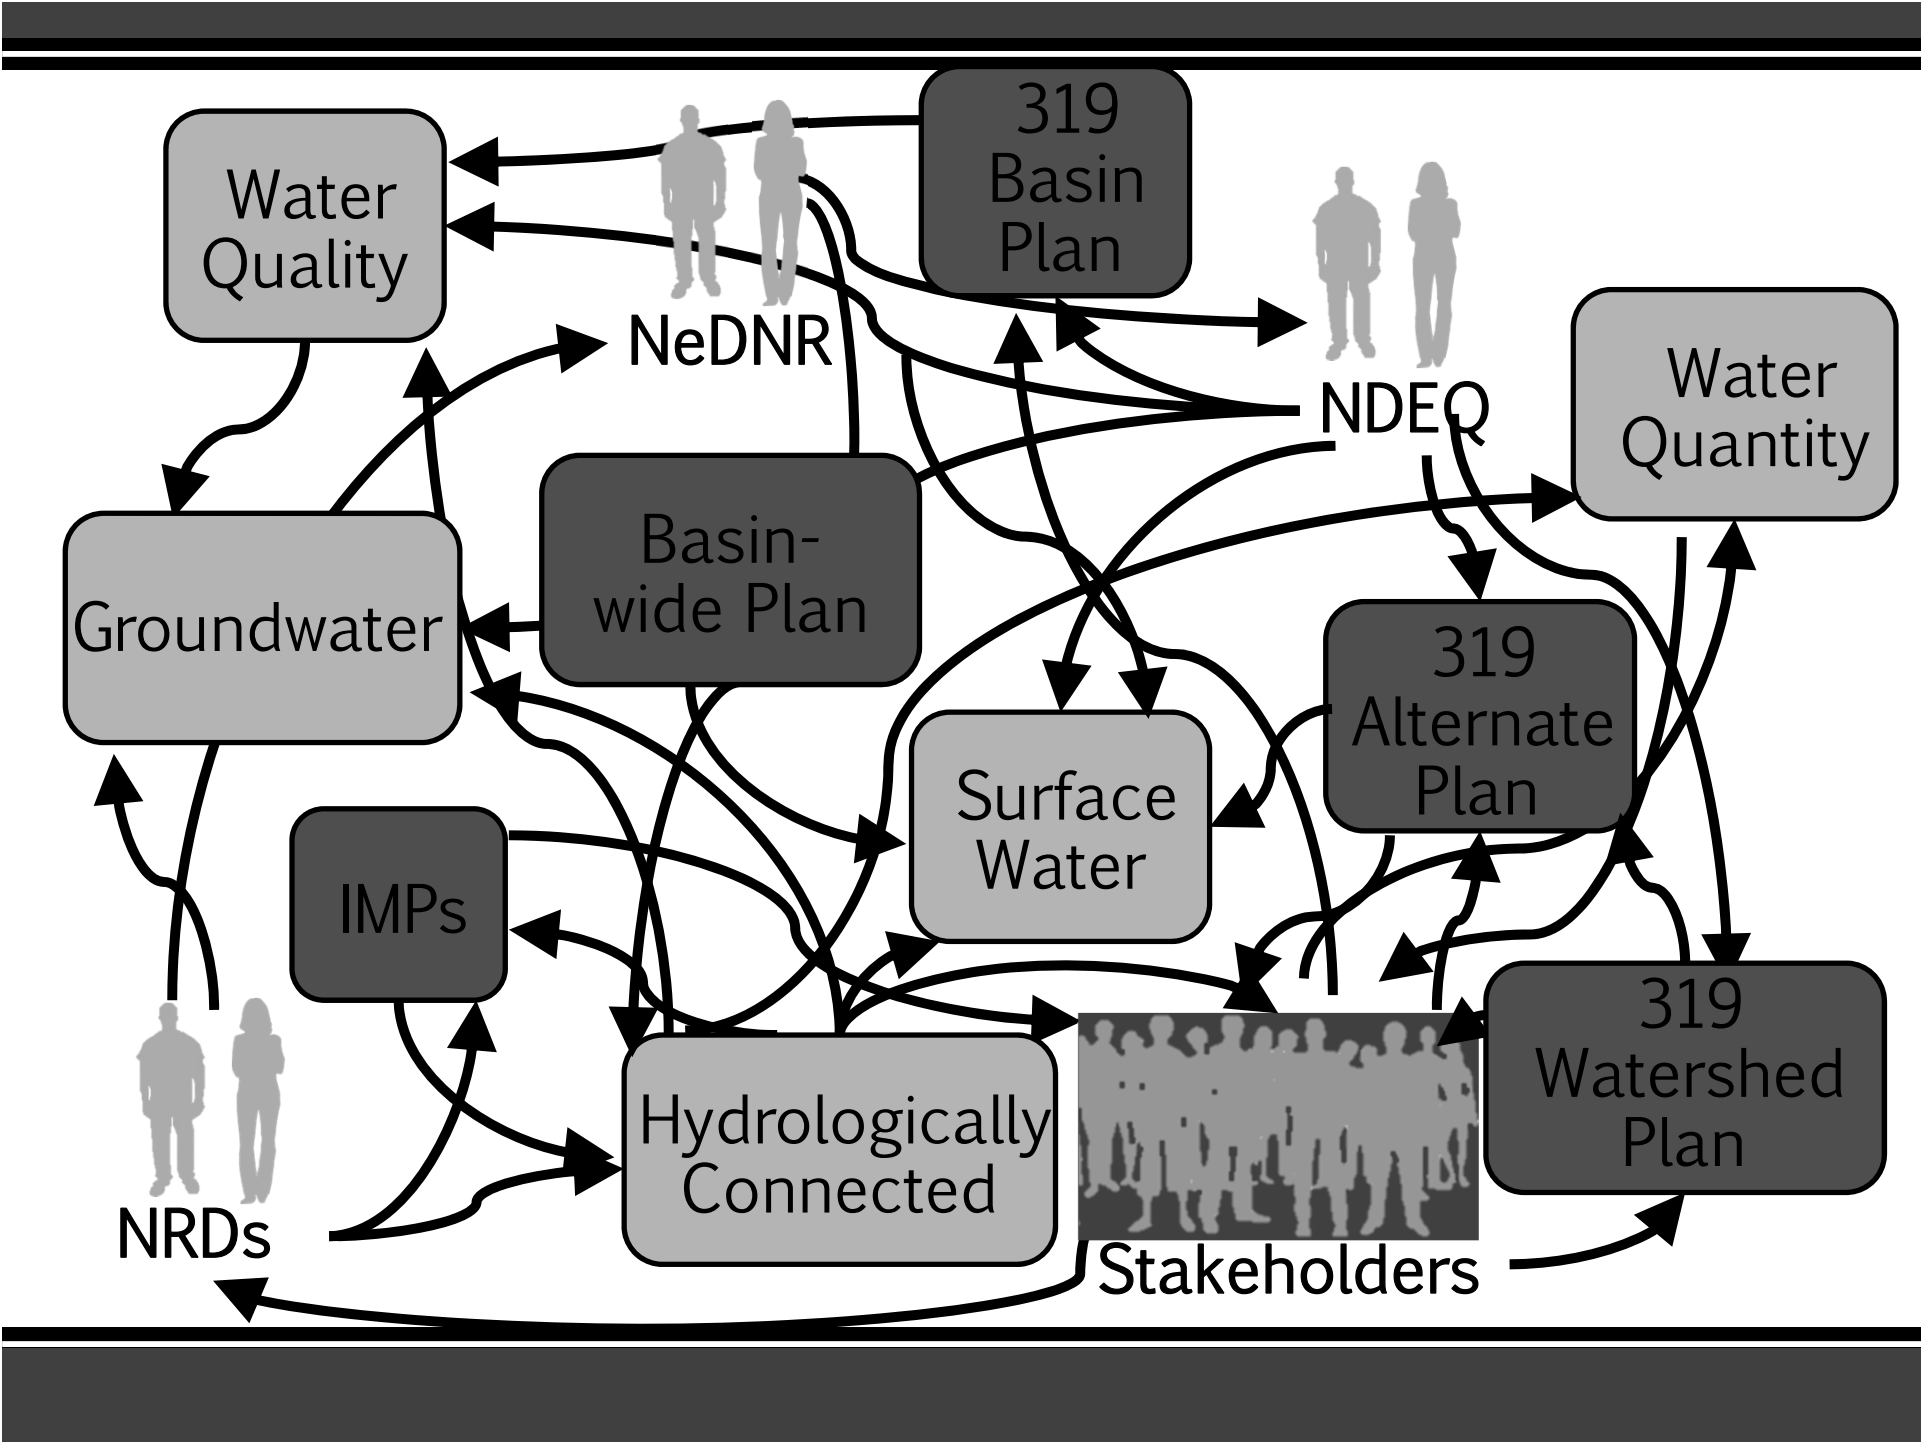 319
Basin
Plan
Water
Quality
NeDNR
NDEQ
Water
Quantity
Basin-
wide Plan
Groundwater
319
Alternate
Plan
Surface
Water
IMPs
319
Watershed
Plan
Hydrologically
Connected
NRDs
Stakeholders